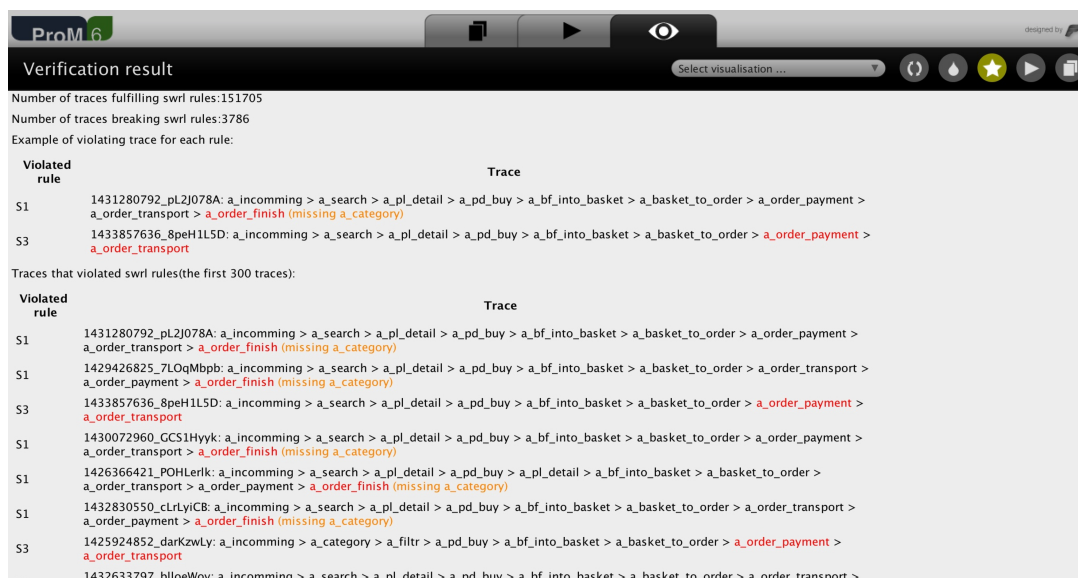 ProM 6
designed by
Verification result
Select visualisation ...
Number of traces fulfilling swrl rules:151705
Number of traces breaking swrl rules:3786
Example of violating trace for each rule:
Violated
rule
Trace
S1
1431280792_pL2J078A: a_incomming > a_search > a_pl_detail > a_pd_buy > a_bf_into_basket > a_basket_to_order > a_order_payment >
a_order_transport > a_order_finish (missing a_category)
S3
1433857636_8peH1L5D: a_incomming > a_search > a_pl_detail > a_pd_buy > a_bf_into_basket > a_basket_to_order > a_order_payment >
a_order_transport
Traces that violated swrl rules(the first 300 traces):
Violated
rule
Trace
S1
1431280792_pL2J078A: a_incomming > a_search > a_pl_detail > a_pd_buy > a_bf_into_basket > a_basket_to_order > a_order_payment >
a_order_transport > a_order_finish (missing a_category)
S1
1429426825_7LOqMbpb: a_incomming > a_search > a_pl_detail > a_pd_buy > a_bf_into_basket > a_basket_to_order > a_order_transport >
a_order_payment > a_order_finish (missing a_category)
S3
1433857636_8peH1L5D: a_incomming > a_search > a_pl_detail > a_pd_buy > a_bf_into_basket > a_basket_to_order > a_order_payment >
a_order_transport
S1
1430072960_GCS1Hyyk: a_incomming > a_search > a_pl_detail > a_pd_buy > a_bf_into_basket > a_basket_to_order > a_order_payment >
a_order_transport > a_order_finish (missing a_category)
S1
1426366421_POHLerlk: a_incomming > a_search > a_pl_detail > a_pd_buy > a_pl_detail > a_bf_into_basket > a_basket_to_order >
a_order_transport > a_order_payment > a_order_finish (missing a_category)
S1
1432830550_cLrLyiCB: a_incomming > a_search > a_pl_detail > a_pd_buy > a_bf_into_basket > a_basket_to_order > a_order_transport >
a_order_payment > a_order_finish (missing a_category)
S3
1425924852_darKzwLy: a_incomming > a_category > a_filtr > a_pd_buy > a_bf_into_basket > a_basket_to_order > a_order_payment >
a_order_transport
a_incomming > a_search > a_pl_detail > a_pd_buy > a_bf_into_basket > a_basket_to_order > a_order_transport >